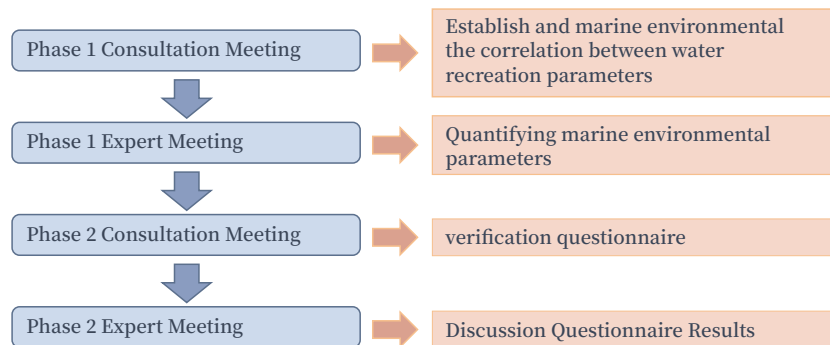 Phase 1 Consultation Meeting
Establish and marine environmental
the correlation between water
recreation parameters
Phase 1 Expert Meeting
Quantifying marine environmental
parameters
Phase 2 Consultation Meeting
verification questionnaire
Phase 2 Expert Meeting
Discussion Questionnaire Results